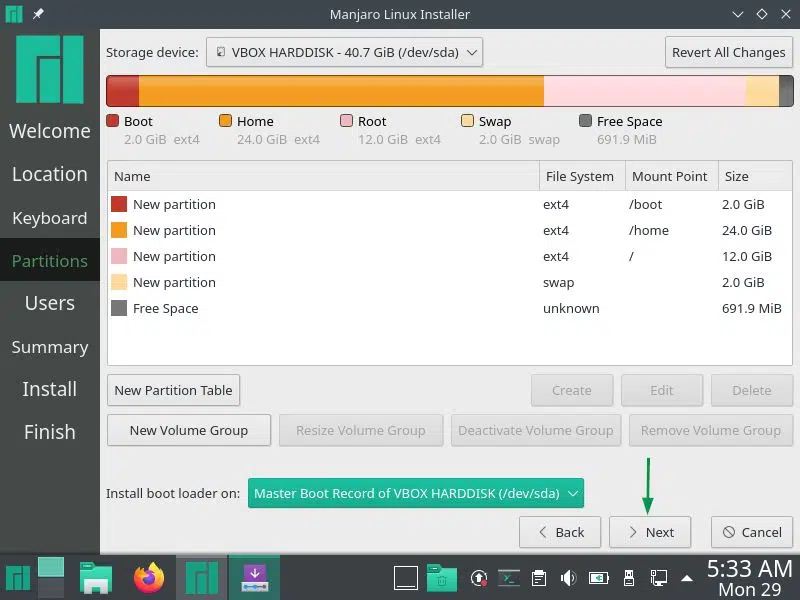 Manjaro Linux Installer
Storage device: VBOX HARDDISK - 40.7 GiB (/dev/sda) Revert All Changes
Boot Home Root Swap Free Space
2.0 GiB ext4 24.0 GiB ext4 12.0 GiB ext4 2.0 GiB swap 691.9 MiB
Welcome
Location
Keyboard
Partitions
Users
Summary
Install
Finish
Name File System Mount Point Size
New partition ext4 /boot 2.0 GiB
New partition ext4 /home 24.0 GiB
New partition ext4 / 12.0 GiB
New partition swap 2.0 GiB
Free Space unknown 691.9 MiB
New Partition Table Create Edit Delete
New Volume Group Resize Volume Group Deactivate Volume Group Remove Volume Group
Install boot loader on: Master Boot Record of VBOX HARDDISK (/dev/sda)
Back Next Cancel
5:33 AM
Mon 29